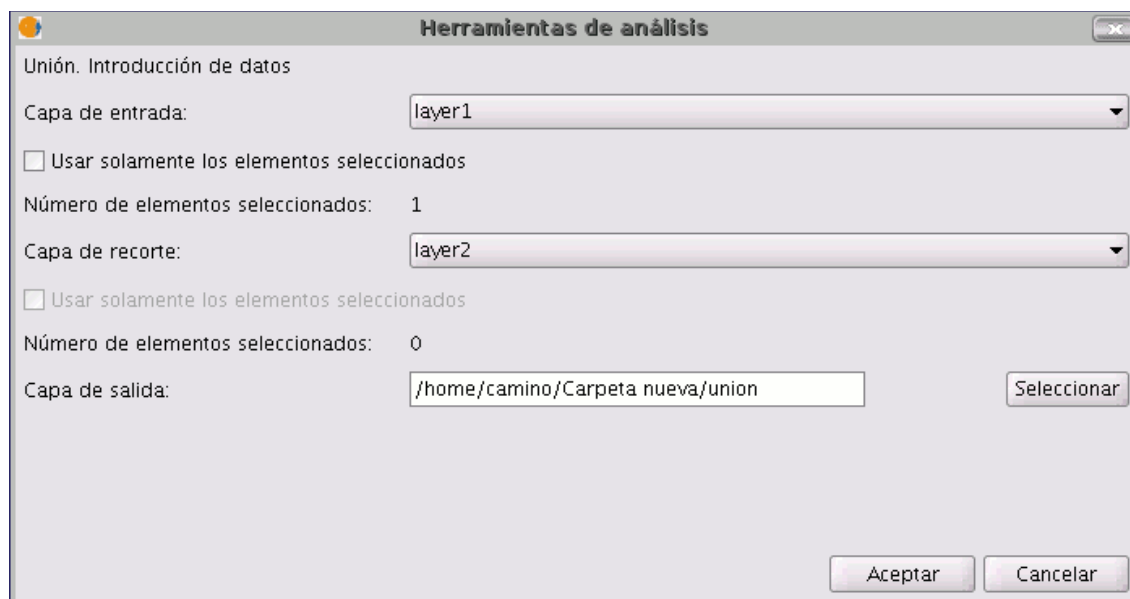 Herramientas de análisis
Unión. Introducción de datos
Capa de entrada: layer1
Usar solamente los elementos seleccionados
Número de elementos seleccionados: 1
Capa de recorte: layer2
Usar solamente los elementos seleccionados
Número de elementos seleccionados: 0
Capa de salida: /home/camino/Carpeta nueva/union Seleccionar
Aceptar Cancelar